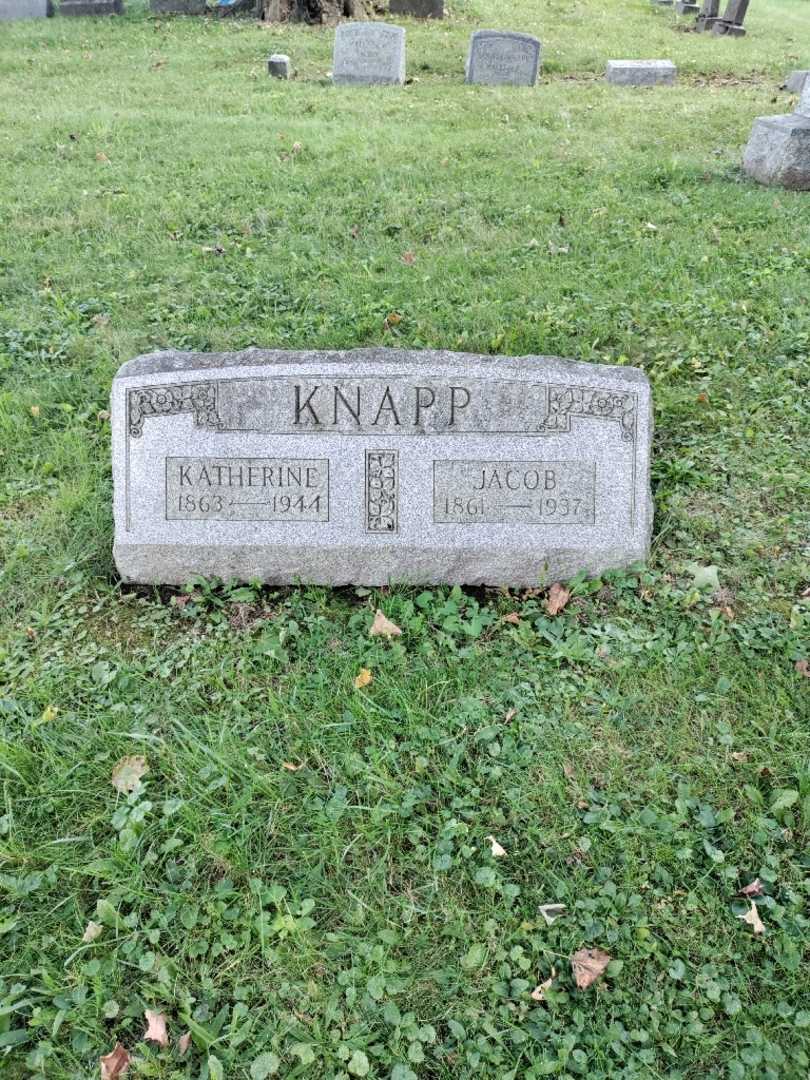 KNAPP
KATHERINE
1863 — 1944
JACOB
1861 — 1937